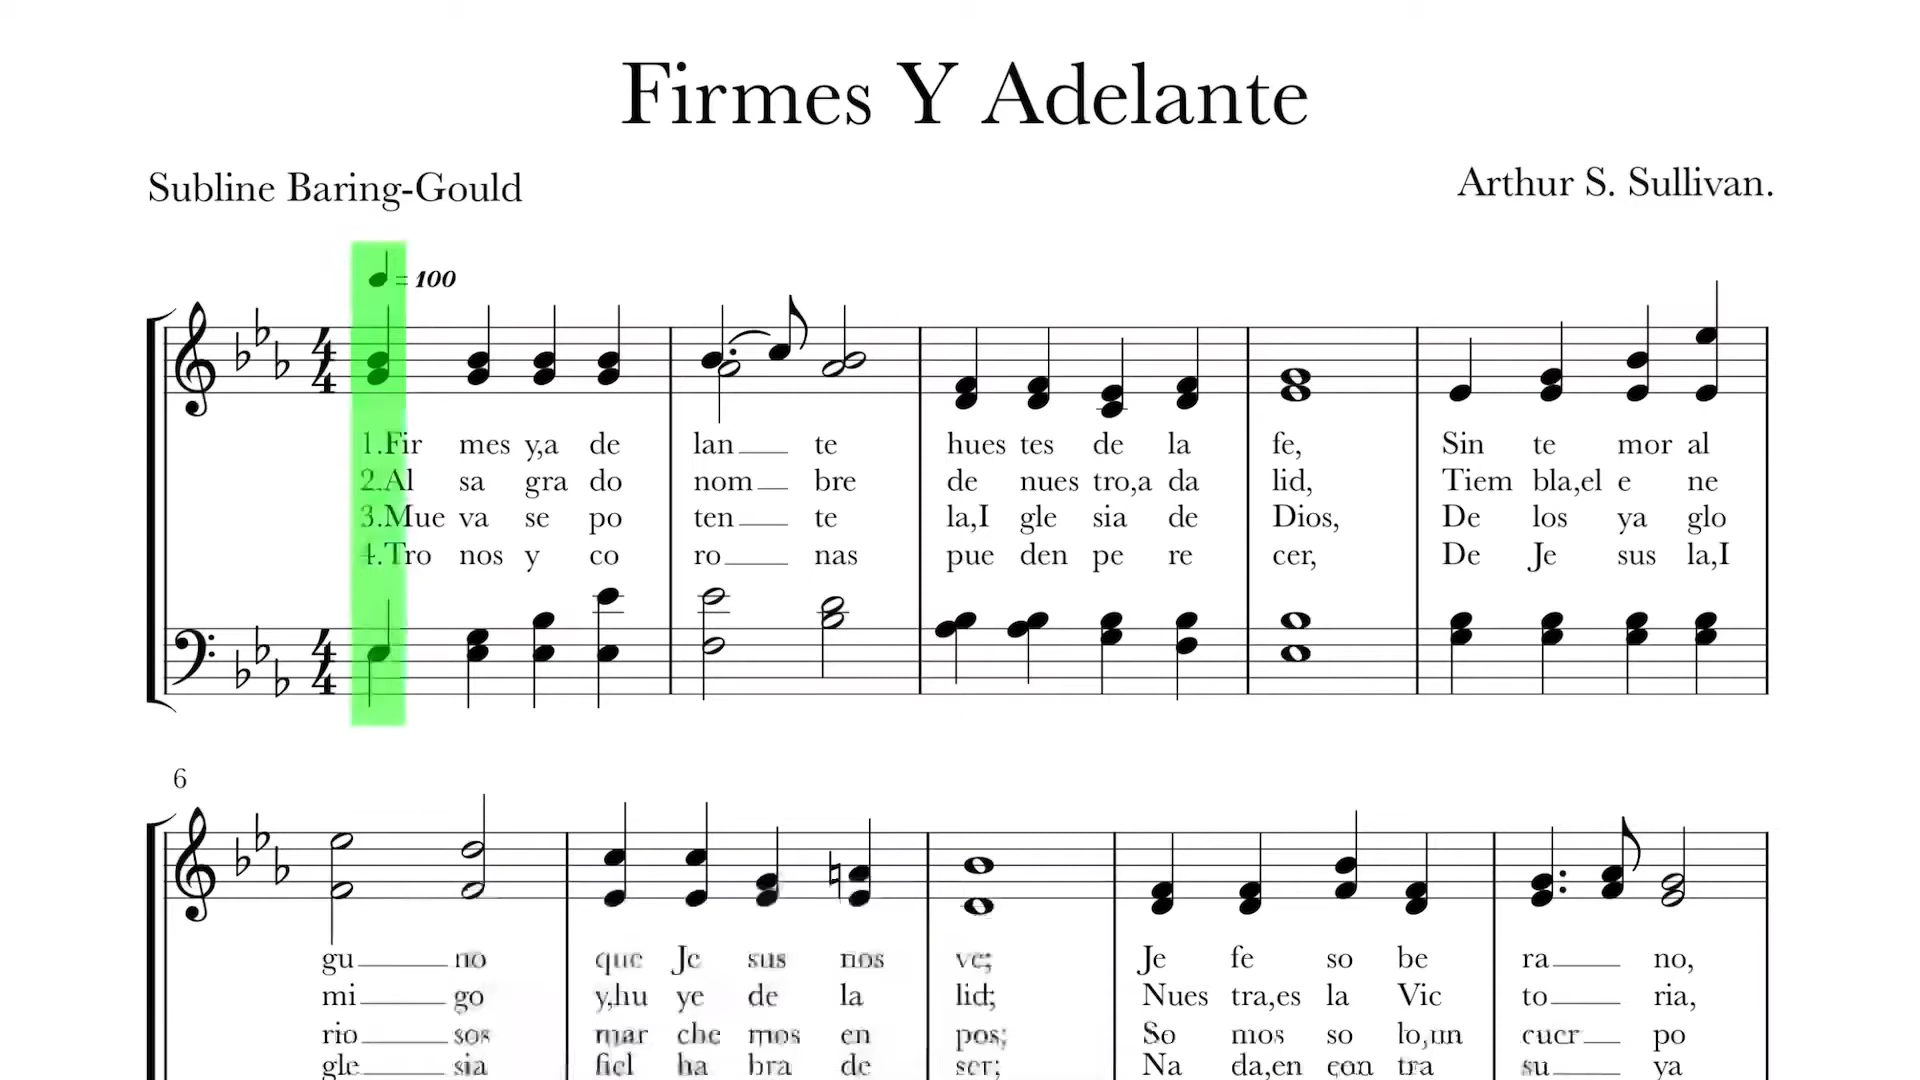 Firmes Y Adelante
Subline Baring-Gould
Arthur S. Sullivan.
= 100
1.Fir mes y,a de lan te hues tes de la fe, Sin te mor al
2.Al sa gra do nom bre de nues tro,a da lid, Tiem bla,el e ne
3.Mue va se po ten te la,I gle sia de Dios, De los ya glo
4.Tro nos y co ro nas pue den pe re cer, De Je sus la,I
6
gu no que Je sus nos ve; Je fe so be ra no,
mi go y,hu ye de la lid; Nues tra,es la Vic to ria,
rio sos mar che mos en pos; So mos so lo,un cuer po
gle sia fiel ha bra de ser; Na da,en con tra su ya